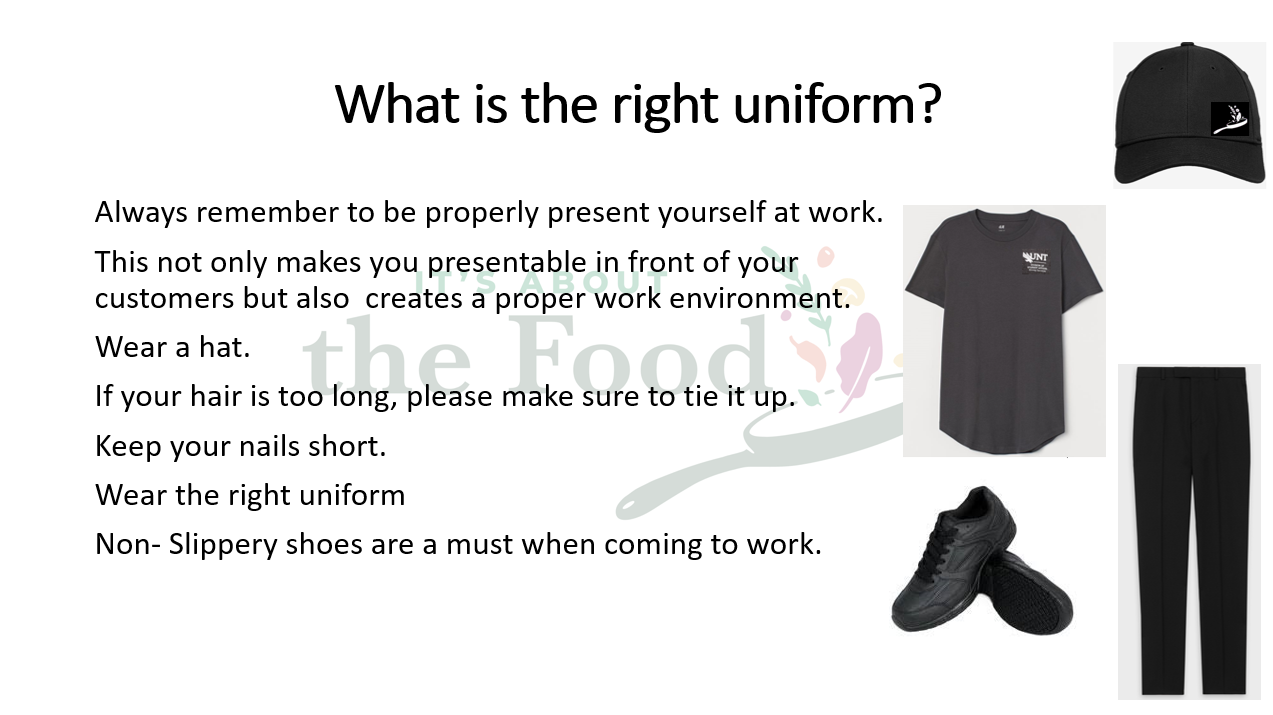 What is the right uniform?
Always remember to be properly present yourself at work.
This not only makes you presentable in front of your
customers but also  creates a proper work environment.
Wear a hat.
If your hair is too long, please make sure to tie it up.
Keep your nails short.
Wear the right uniform
Non- Slippery shoes are a must when coming to work.
IT'S ABOUT
the Food
UNT